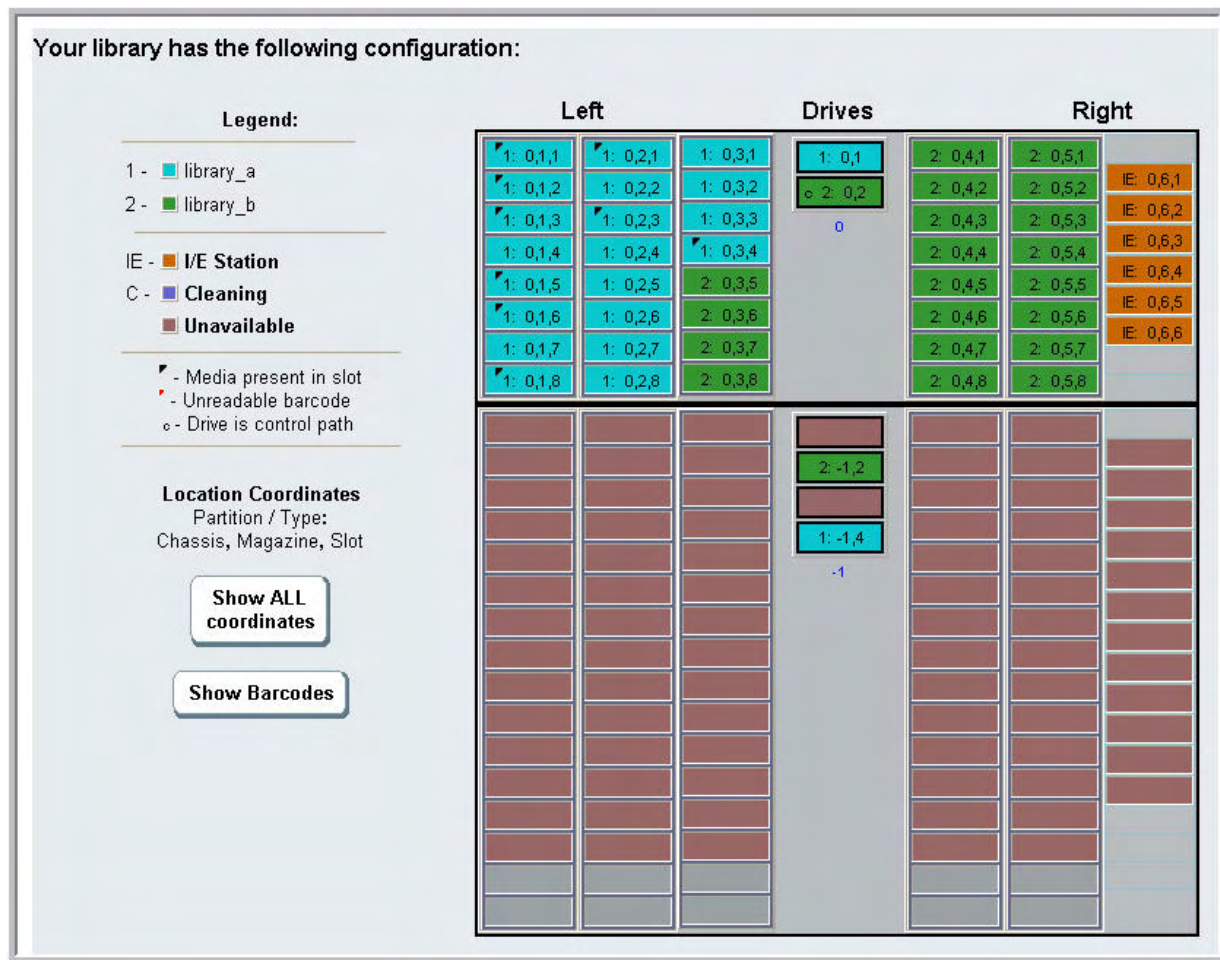 Your library has the following configuration:
Legend:
1 - library_a
2 - library_b
IE - I/E Station
C - Cleaning
Unavailable
- Media present in slot
- Unreadable barcode
c - Drive is control path
Location Coordinates
Partition / Type:
Chassis, Magazine, Slot
Show ALL
coordinates
Show Barcodes
Left Drives Right
1: 0,1,1 1: 0,2,1 1: 0,3,1 1: 0,1 2: 0,4,1 2: 0,5,1
1: 0,1,2 1: 0,2,2 1: 0,3,2 c 2: 0,2 2: 0,4,2 2: 0,5,2 IE: 0,6,1
1: 0,1,3 1: 0,2,3 1: 0,3,3 0 2: 0,4,3 2: 0,5,3 IE: 0,6,2
1: 0,1,4 1: 0,2,4 1: 0,3,4 2: 0,4,4 2: 0,5,4 IE: 0,6,3
1: 0,1,5 1: 0,2,5 2: 0,3,5 2: 0,4,5 2: 0,5,5 IE: 0,6,4
1: 0,1,6 1: 0,2,6 2: 0,3,6 2: 0,4,6 2: 0,5,6 IE: 0,6,5
1: 0,1,7 1: 0,2,7 2: 0,3,7 2: 0,4,7 2: 0,5,7 IE: 0,6,6
1: 0,1,8 1: 0,2,8 2: 0,3,8 2: 0,4,8 2: 0,5,8
2: -1,2
1: -1,4
-1